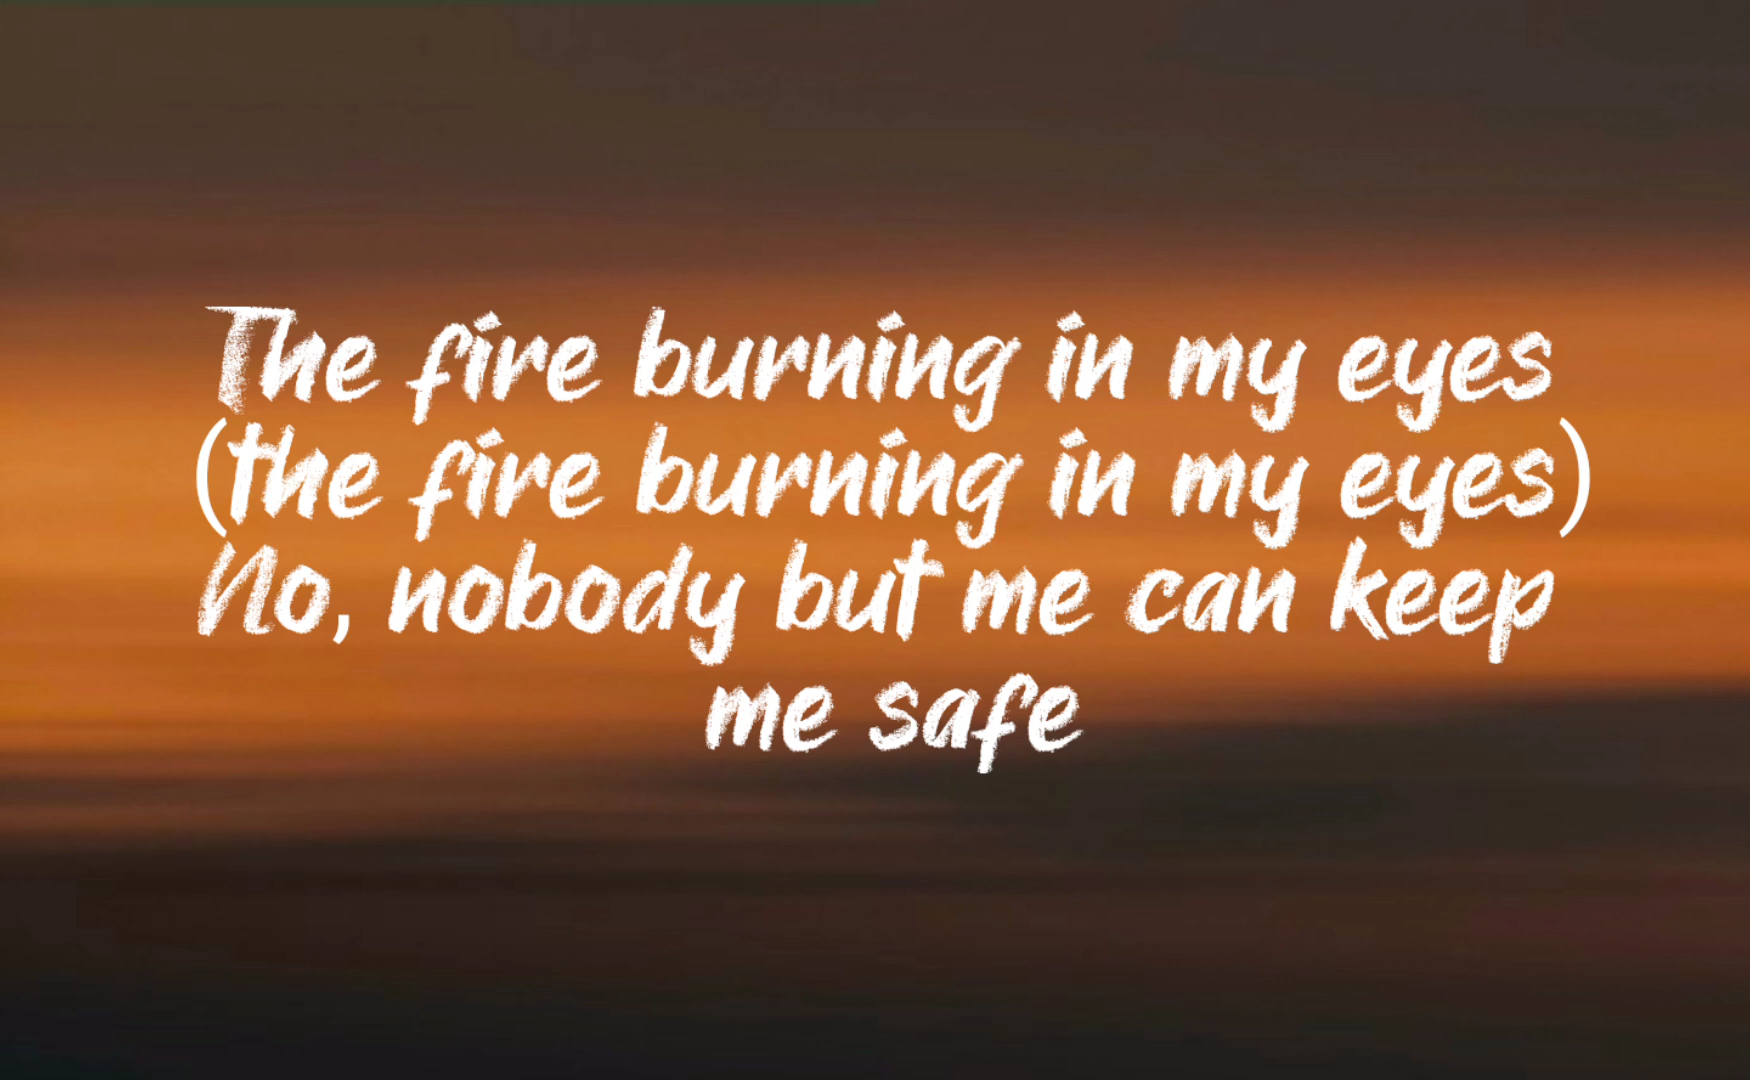 The fire burning in my eyes
(the fire burning in my eyes)
No, nobody but me can keep
me safe